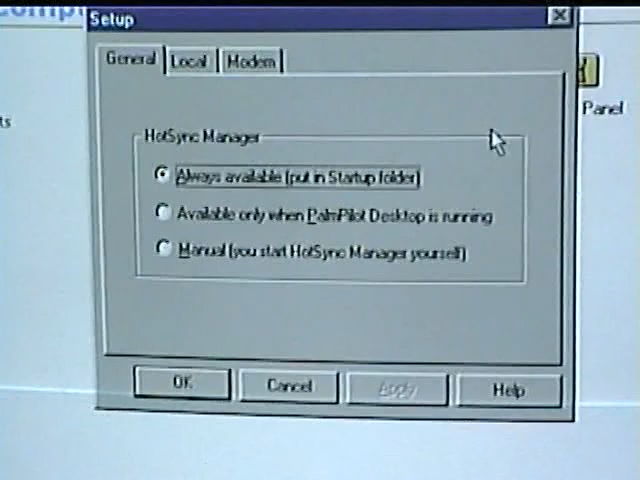 Setup
General Local Modem
HotSync Manager
Always available (put in Startup folder)
Available only when PalmPilot Desktop is running
Manual (you start HotSync Manager yourself)
OK Cancel Apply Help
Panel